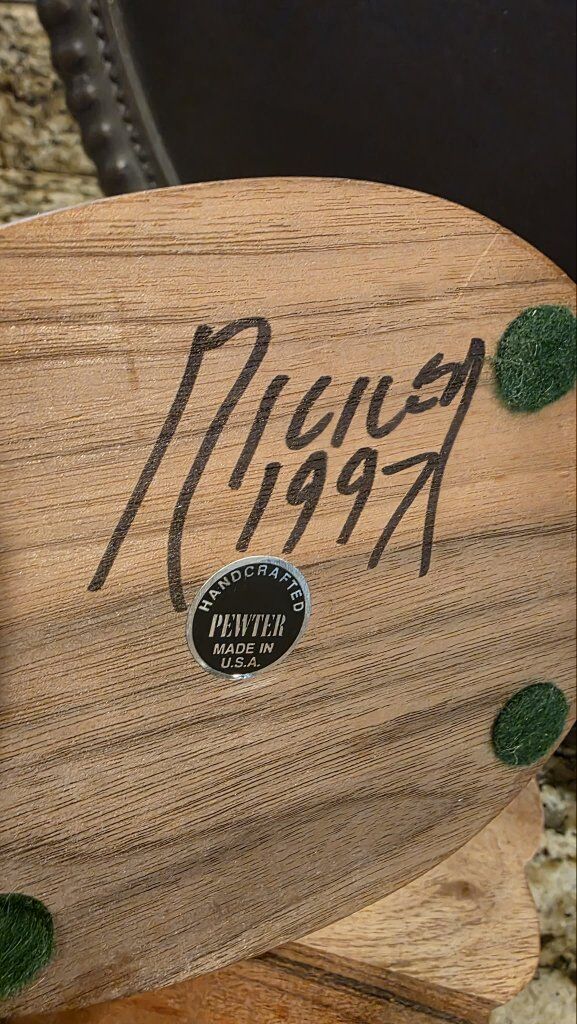 1997
HANDCRAFTED
PEWTER
MADE IN
U.S.A.